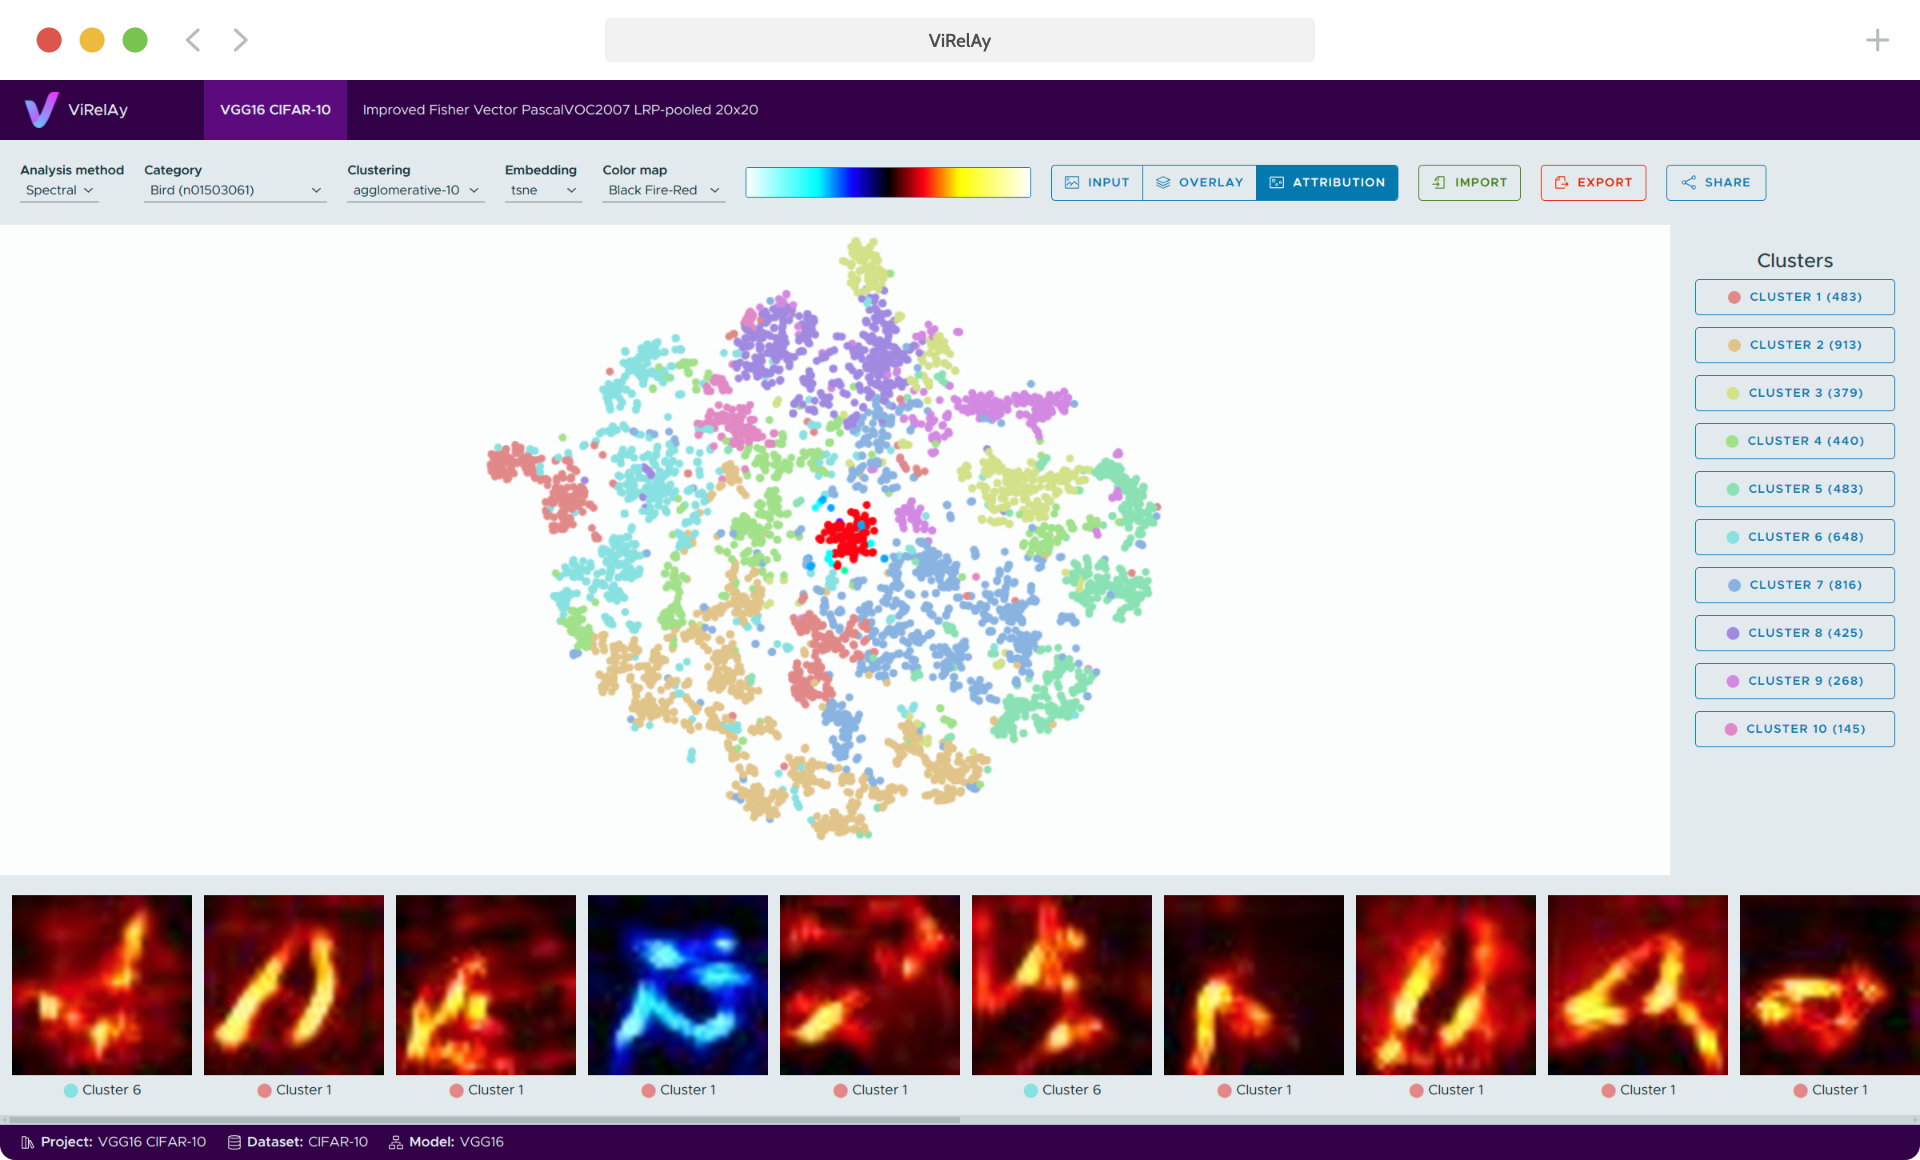 ViRelAy
ViRelAy
VGG16 CIFAR-10
Improved Fisher Vector PascalVOC2007 LRP-pooled 20x20
Analysis method
Spectral
Category
Bird (n01503061)
Clustering
agglomerative-10
Embedding
tsne
Color map
Black Fire-Red
INPUT
OVERLAY
ATTRIBUTION
IMPORT
EXPORT
SHARE
Clusters
CLUSTER 1 (483)
CLUSTER 2 (913)
CLUSTER 3 (379)
CLUSTER 4 (440)
CLUSTER 5 (483)
CLUSTER 6 (648)
CLUSTER 7 (816)
CLUSTER 8 (425)
CLUSTER 9 (268)
CLUSTER 10 (145)
Cluster 6
Cluster 1
Cluster 1
Cluster 1
Cluster 1
Cluster 6
Cluster 1
Cluster 1
Cluster 1
Cluster 1
Project: VGG16 CIFAR-10
Dataset: CIFAR-10
Model: VGG16